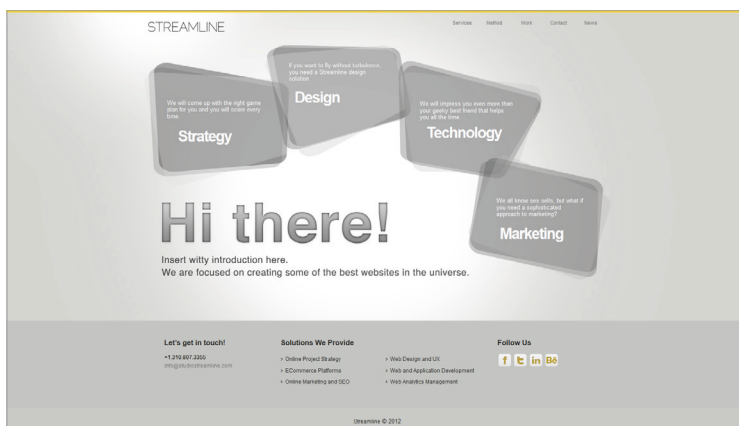 STREAMLINE
Services Method Work Contact News
If you want to fly without turbulence,
you need a Streamline design
solution
Design
We will come up with the right game
plan for you and you will score every
time.
Strategy
We will impress you even more than
your geeky best friend that helps
you all the time.
Technology
We all know sex sells, but what if
you need a sophisticated
approach to marketing?
Marketing
Hi there!
Insert witty introduction here.
We are focused on creating some of the best websites in the universe.
Let's get in touch!
+1.310.807.3355
info@studiostreamline.com
Solutions We Provide
› Online Project Strategy
› ECommerce Platforms
› Online Marketing and SEO
› Web Design and UX
› Web and Application Development
› Web Analytics Management
Follow Us
f t in Bē
Streamline © 2012